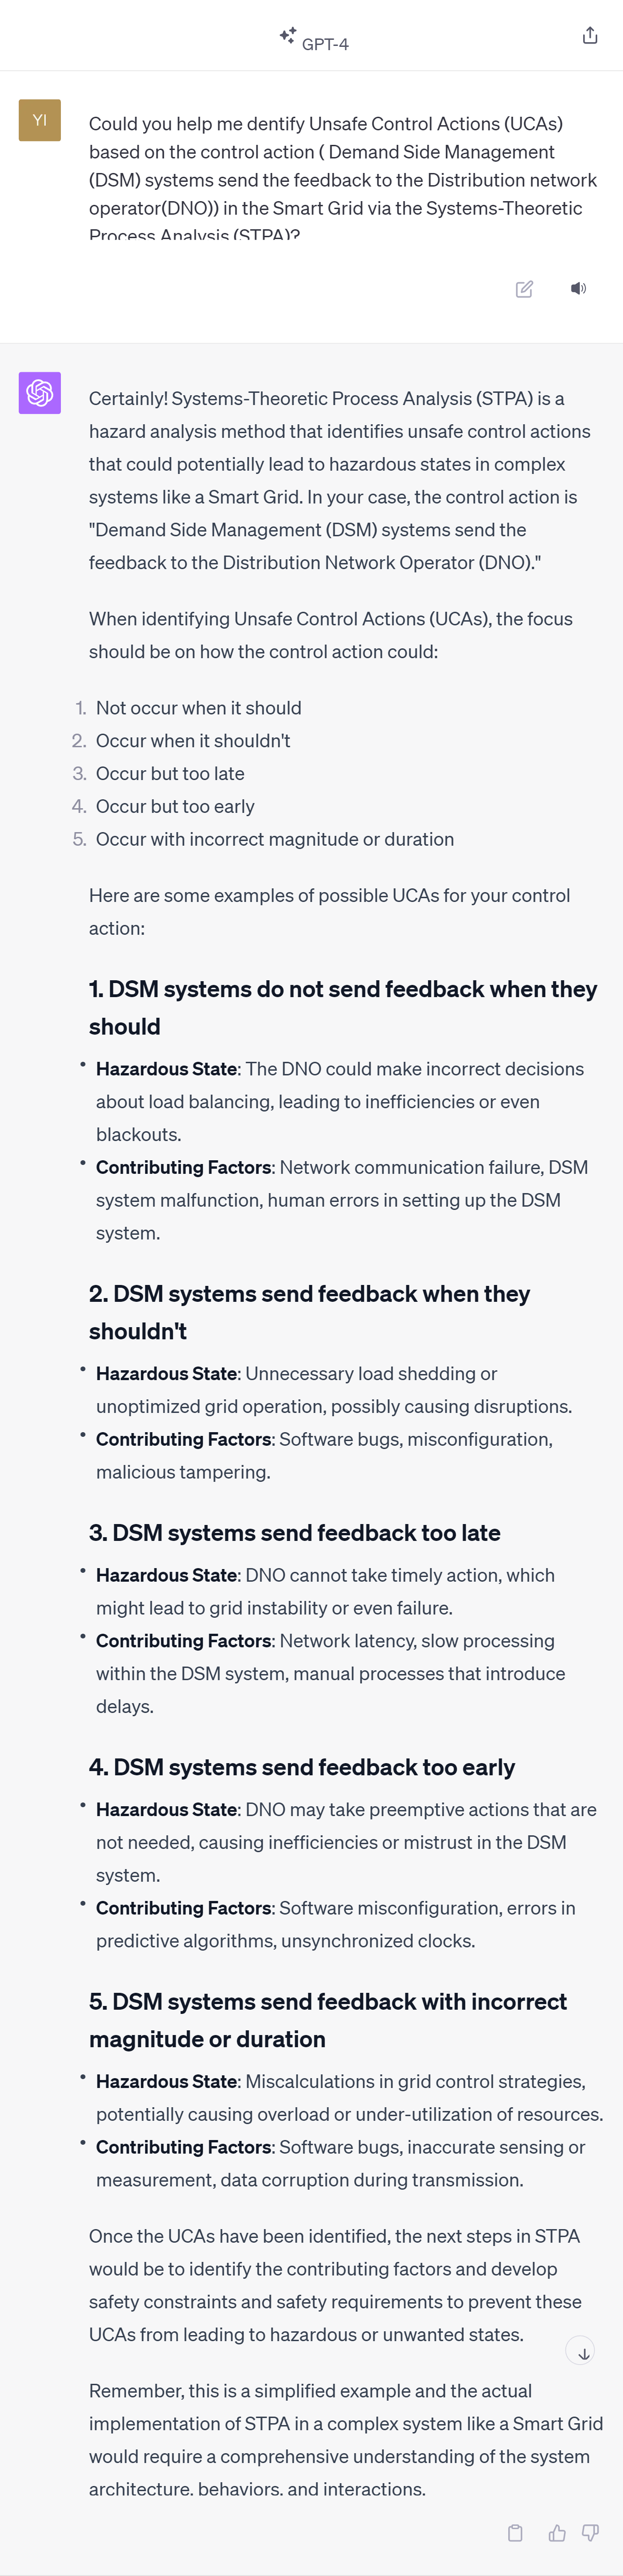 GPT-4
YI
Could you help me dentify Unsafe Control Actions (UCAs)
based on the control action ( Demand Side Management
(DSM) systems send the feedback to the Distribution network
operator(DNO)) in the Smart Grid via the Systems-Theoretic
Process Analysis (STPA)?
Certainly! Systems-Theoretic Process Analysis (STPA) is a
hazard analysis method that identifies unsafe control actions
that could potentially lead to hazardous states in complex
systems like a Smart Grid. In your case, the control action is
"Demand Side Management (DSM) systems send the
feedback to the Distribution Network Operator (DNO)."
When identifying Unsafe Control Actions (UCAs), the focus
should be on how the control action could:
1. Not occur when it should
2. Occur when it shouldn't
3. Occur but too late
4. Occur but too early
5. Occur with incorrect magnitude or duration
Here are some examples of possible UCAs for your control
action:
1. DSM systems do not send feedback when they
should
• Hazardous State: The DNO could make incorrect decisions
about load balancing, leading to inefficiencies or even
blackouts.
• Contributing Factors: Network communication failure, DSM
system malfunction, human errors in setting up the DSM
system.
2. DSM systems send feedback when they
shouldn't
• Hazardous State: Unnecessary load shedding or
unoptimized grid operation, possibly causing disruptions.
• Contributing Factors: Software bugs, misconfiguration,
malicious tampering.
3. DSM systems send feedback too late
• Hazardous State: DNO cannot take timely action, which
might lead to grid instability or even failure.
• Contributing Factors: Network latency, slow processing
within the DSM system, manual processes that introduce
delays.
4. DSM systems send feedback too early
• Hazardous State: DNO may take preemptive actions that are
not needed, causing inefficiencies or mistrust in the DSM
system.
• Contributing Factors: Software misconfiguration, errors in
predictive algorithms, unsynchronized clocks.
5. DSM systems send feedback with incorrect
magnitude or duration
• Hazardous State: Miscalculations in grid control strategies,
potentially causing overload or under-utilization of resources.
• Contributing Factors: Software bugs, inaccurate sensing or
measurement, data corruption during transmission.
Once the UCAs have been identified, the next steps in STPA
would be to identify the contributing factors and develop
safety constraints and safety requirements to prevent these
UCAs from leading to hazardous or unwanted states.
Remember, this is a simplified example and the actual
implementation of STPA in a complex system like a Smart Grid
would require a comprehensive understanding of the system
architecture, behaviors, and interactions.